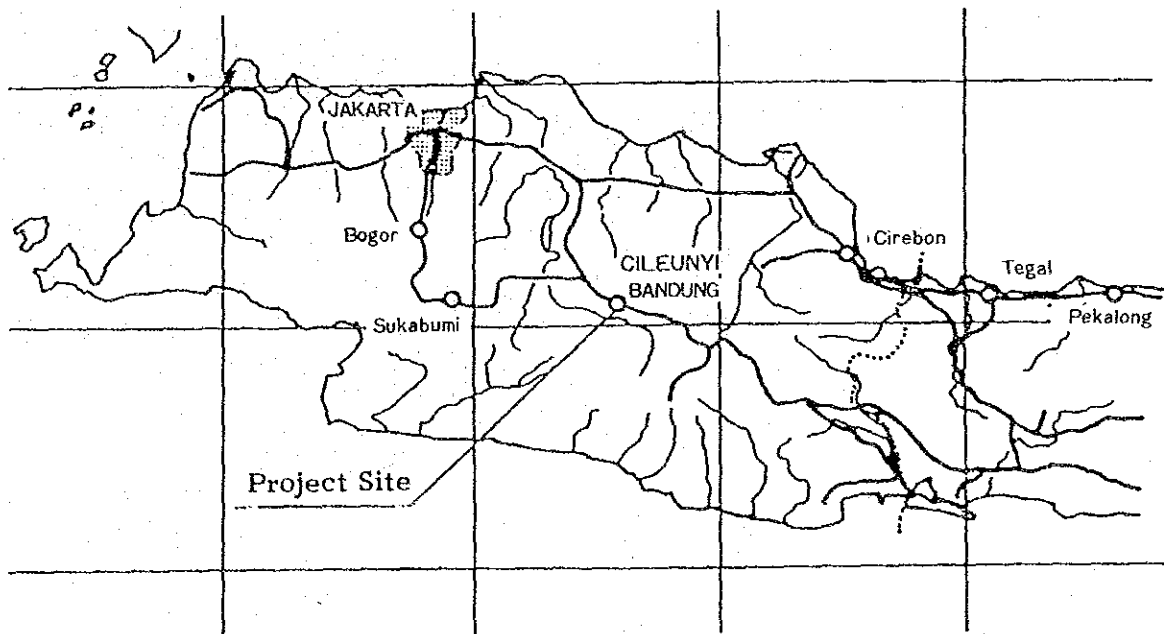 JAKARTA
Bogor
Cirebon
CILEUNYI
BANDUNG
Tegal
Sukabumi
Pekalong
Project Site